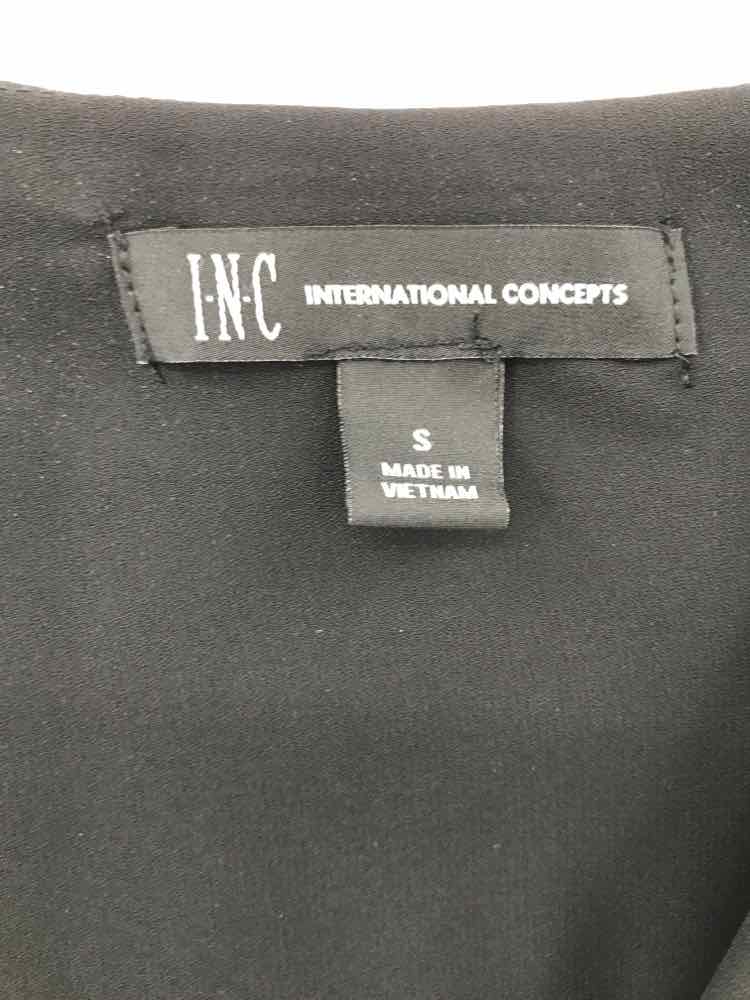 I·N·C INTERNATIONAL CONCEPTS
S
MADE IN
VIETNAM